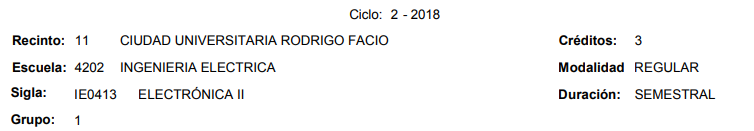 Ciclo: 2 - 2018
Recinto: 11 CIUDAD UNIVERSITARIA RODRIGO FACIO Créditos: 3
Escuela: 4202 INGENIERIA ELECTRICA Modalidad REGULAR
Sigla: IE0413 ELECTRÓNICA II Duración: SEMESTRAL
Grupo: 1